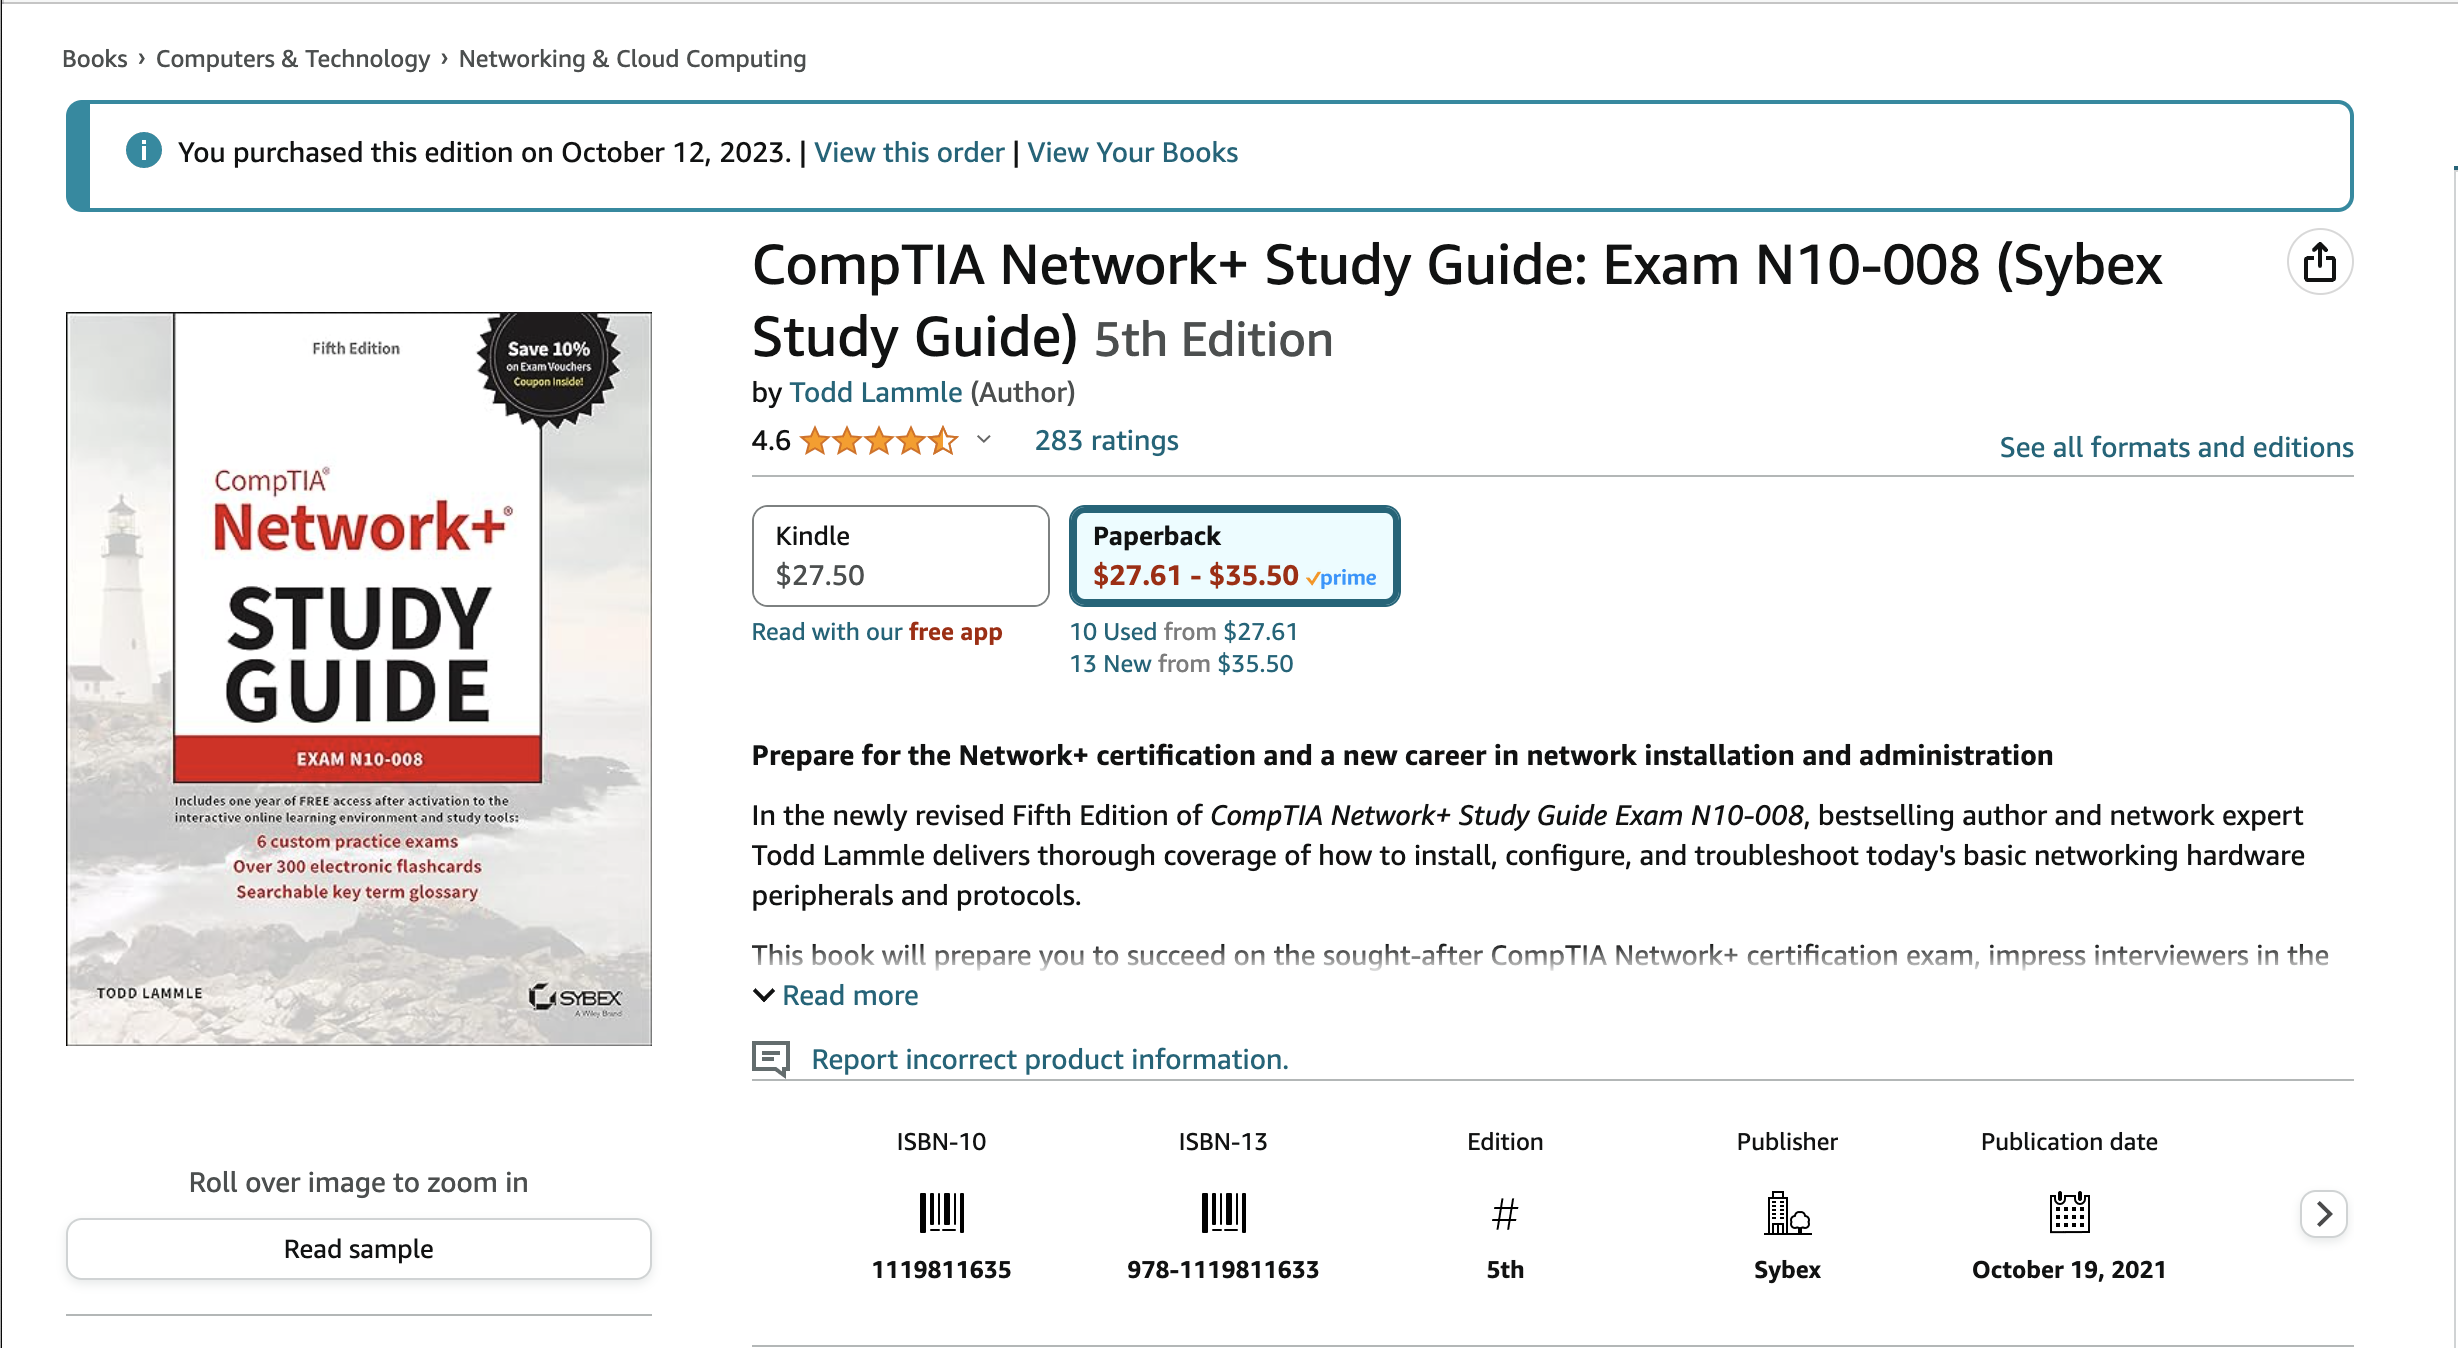 Books › Computers & Technology › Networking & Cloud Computing
You purchased this edition on October 12, 2023. | View this order | View Your Books
Fifth Edition
Save 10%
on Exam Vouchers
Coupon Inside!
CompTIA®
Network+®
STUDY
GUIDE
EXAM N10-008
Includes one year of FREE access after activation to the
interactive online learning environment and study tools:
6 custom practice exams
Over 300 electronic flashcards
Searchable key term glossary
TODD LAMMLE
SYBEX
A Wiley Brand
Roll over image to zoom in
Read sample
CompTIA Network+ Study Guide: Exam N10-008 (Sybex
Study Guide) 5th Edition
by Todd Lammle (Author)
4.6 283 ratings
See all formats and editions
Kindle
$27.50
Read with our free app
Paperback
$27.61 - $35.50 prime
10 Used from $27.61
13 New from $35.50
Prepare for the Network+ certification and a new career in network installation and administration
In the newly revised Fifth Edition of CompTIA Network+ Study Guide Exam N10-008, bestselling author and network expert
Todd Lammle delivers thorough coverage of how to install, configure, and troubleshoot today's basic networking hardware
peripherals and protocols.
This book will prepare you to succeed on the sought-after CompTIA Network+ certification exam, impress interviewers in the
Read more
Report incorrect product information.
ISBN-10
1119811635
ISBN-13
978-1119811633
Edition
#
5th
Publisher
Sybex
Publication date
October 19, 2021